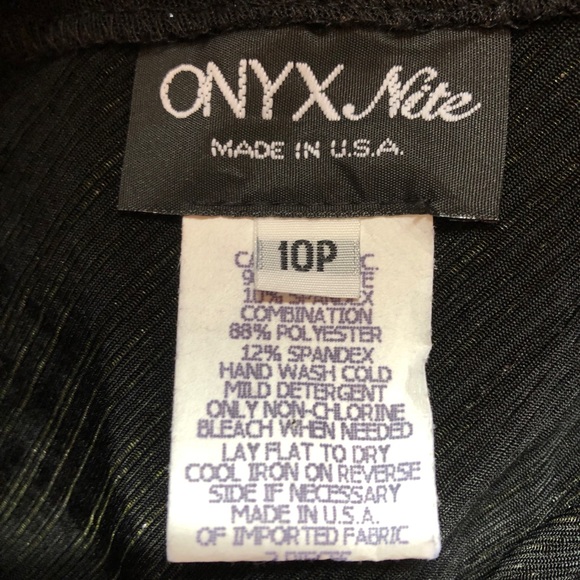 ONYX Nite
MADE IN U.S.A.
10P
10% SPANDEX
COMBINATION
88% POLYESTER
12% SPANDEX
HAND WASH COLD
MILD DETERGENT
ONLY NON-CHLORINE
BLEACH WHEN NEEDED
LAY FLAT TO DRY
COOL IRON ON REVERSE
SIDE IF NECESSARY
MADE IN U.S.A.
OF IMPORTED FABRIC
2 PIECES